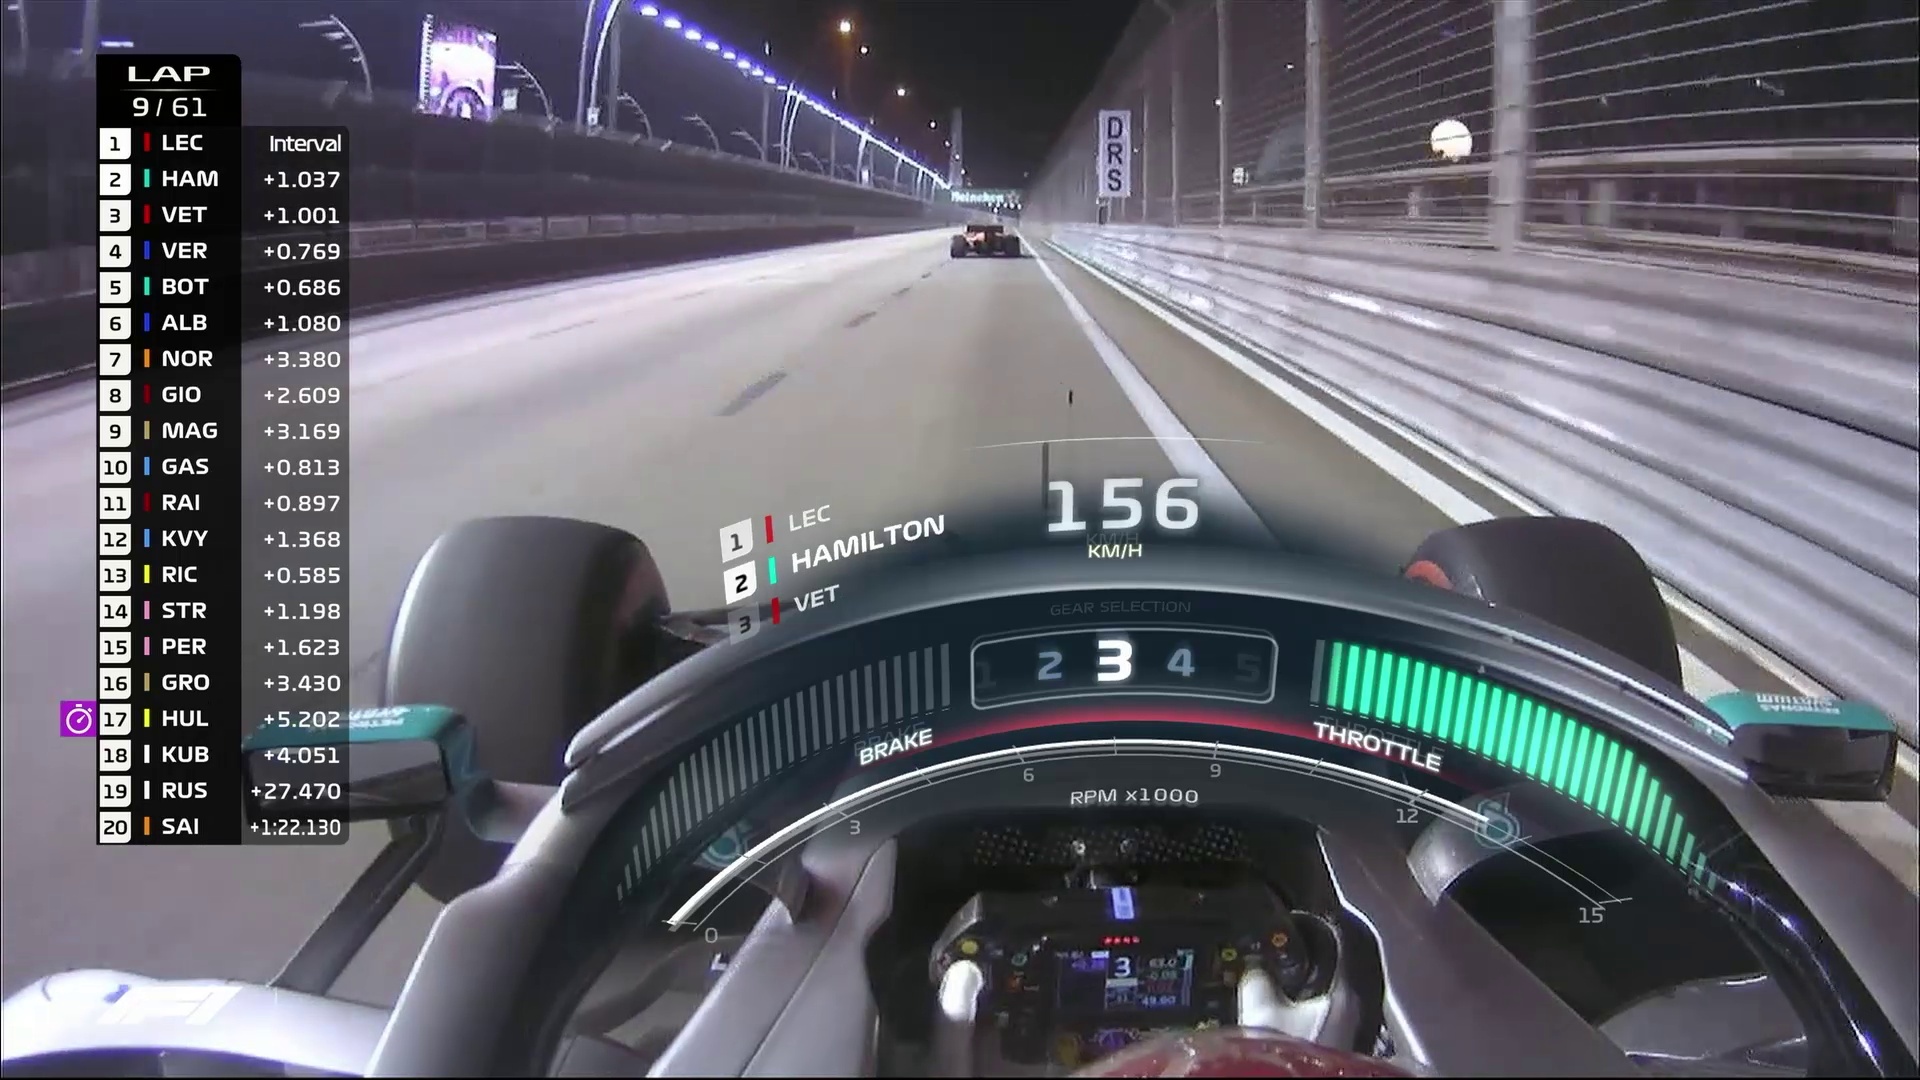 LAP
9 / 61
1 LEC Interval
2 HAM +1.037
3 VET +1.001
4 VER +0.769
5 BOT +0.686
6 ALB +1.080
7 NOR +3.380
8 GIO +2.609
9 MAG +3.169
10 GAS +0.813
11 RAI +0.897
12 KVY +1.368
13 RIC +0.585
14 STR +1.198
15 PER +1.623
16 GRO +3.430
17 HUL +5.202
18 KUB +4.051
19 RUS +27.470
20 SAI +1:22.130
DRS
Heineken
1 LEC
2 HAMILTON
3 VET
156
KM/H
GEAR SELECTION
1 2 3 4 5
BRAKE
THROTTLE
RPM x1000
0 3 6 9 12 15
PETRONAS
3
F1